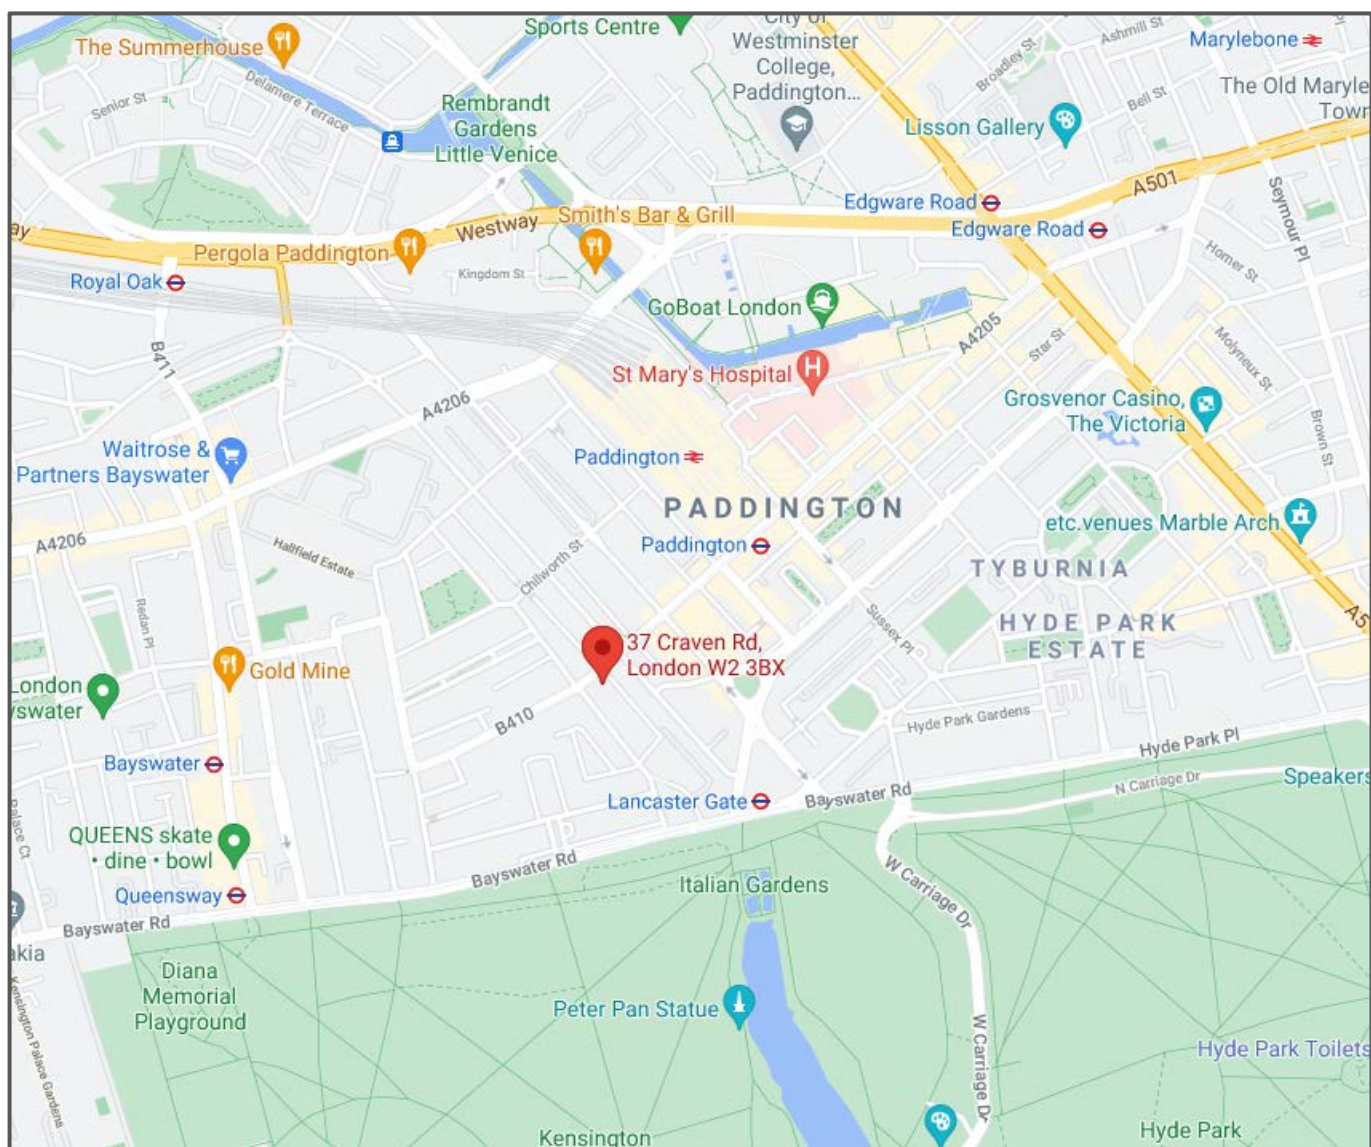 Sports Centre
City of
Westminster
College,
Paddington...
Marylebone
The Summerhouse
Ashmill St
Broadley St
Senior St
Delamere Terrace
Rembrandt
Gardens
Little Venice
Bell St
The Old Maryle
Town
Lisson Gallery
A501
Seymour Pl
Edgware Road
Edgware Road
Westway
Smith's Bar & Grill
ay
Pergola Paddington
Kingdom St
Royal Oak
Homer St
GoBoat London
A4205
Star St
Molyneux St
B411
St Mary's Hospital
A4206
Grosvenor Casino,
The Victoria
Brown St
Waitrose &
Partners Bayswater
Paddington
PADDINGTON
etc.venues Marble Arch
A4206
Hallfield Estate
Paddington
Chilworth St
TYBURNIA
Redan Pl
Sussex Pl
HYDE PARK
ESTATE
A5
37 Craven Rd,
London W2 3BX
Gold Mine
London
yswater
B410
Hyde Park Gardens
Hyde Park Pl
Bayswater
Speakers
N Carriage Dr
Lancaster Gate
Bayswater Rd
Palace Ct
QUEENS skate
• dine • bowl
Bayswater Rd
Italian Gardens
W Carriage Dr
Queensway
Bayswater Rd
akia
Diana
Memorial
Playground
Kensington Palace Gardens
Peter Pan Statue
W Carriage Dr
Hyde Park Toilets
Kensington
Hyde Park